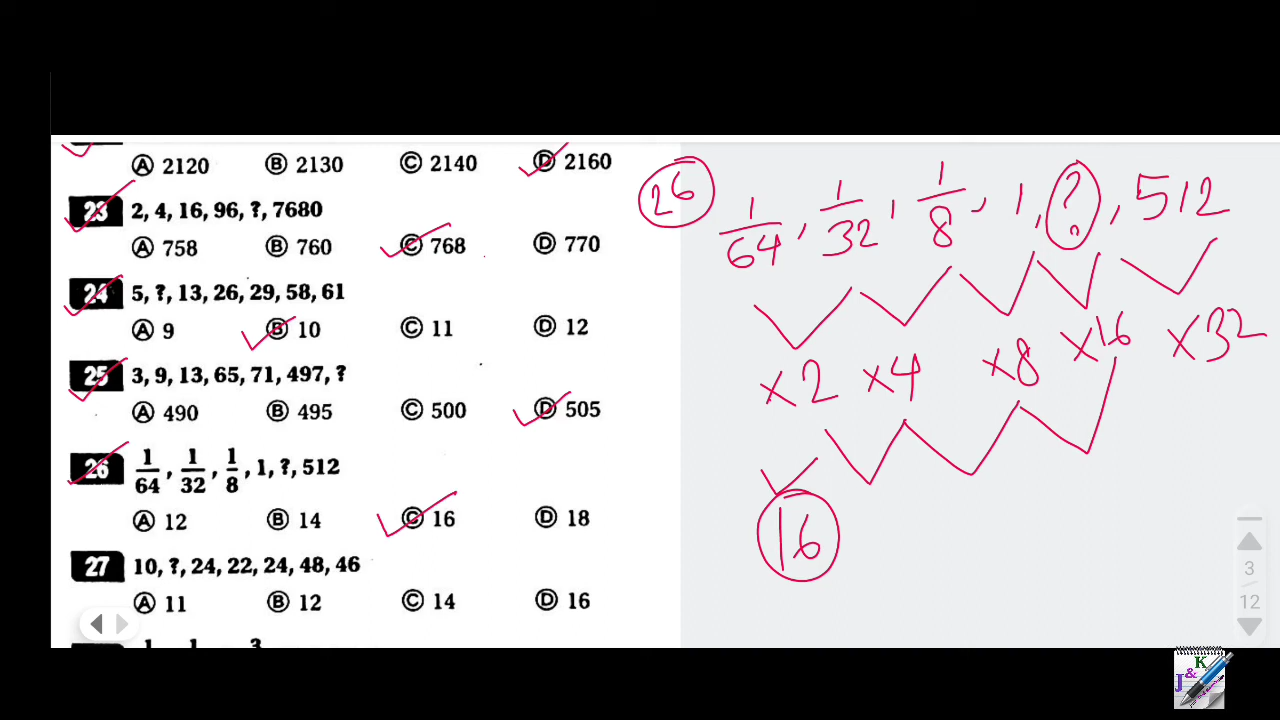 Ⓐ 2120 Ⓑ 2130 Ⓒ 2140 Ⓓ 2160
23 2, 4, 16, 96, ?, 7680
Ⓐ 758 Ⓑ 760 Ⓒ 768 Ⓓ 770
24 5, ?, 13, 26, 29, 58, 61
Ⓐ 9 Ⓑ 10 Ⓒ 11 Ⓓ 12
25 3, 9, 13, 65, 71, 497, ?
Ⓐ 490 Ⓑ 495 Ⓒ 500 Ⓓ 505
26 1/64, 1/32, 1/8, 1, ?, 512
Ⓐ 12 Ⓑ 14 Ⓒ 16 Ⓓ 18
27 10, ?, 24, 22, 24, 48, 46
Ⓐ 11 Ⓑ 12 Ⓒ 14 Ⓓ 16
1 1 3
26 1/64, 1/32, 1/8, 1, ?, 512
×2 ×4 ×8 ×16 ×32
16
3
12
J&K